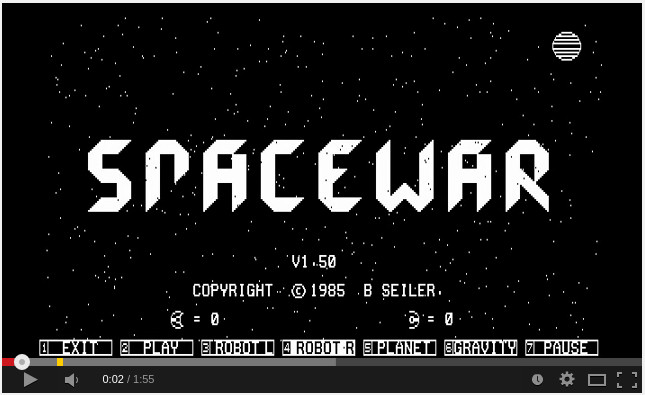 SPACEWAR
V1.50
COPYRIGHT © 1985 B SEILER.
= 0 = 0
1 EXIT 2 PLAY 3 ROBOT L 4 ROBOT R 5 PLANET 6 GRAVITY 7 PAUSE
0:02 / 1:55